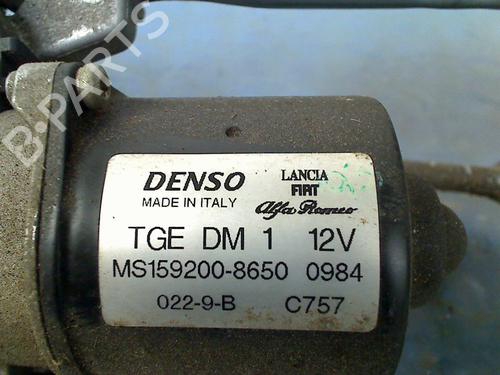 B-PARTS
DENSO
MADE IN ITALY
LANCIA
FIAT
Alfa Romeo
TGE DM 1 12V
MS159200-8650 0984
022-9-B C757